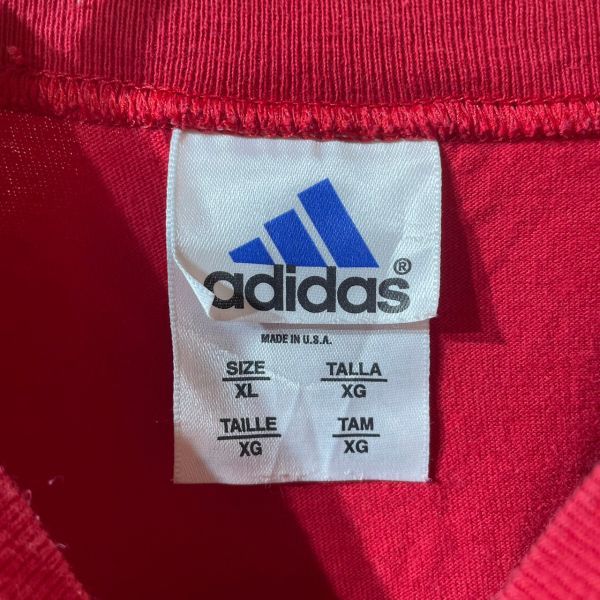 adidas®
MADE IN U.S.A.
SIZE TALLA
XL XG
TAILLE TAM
XG XG